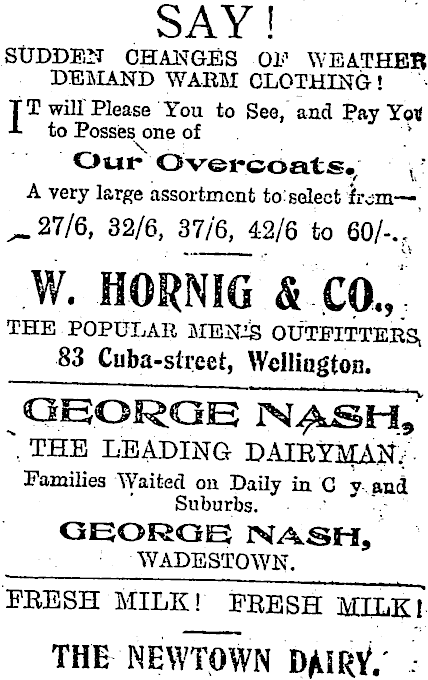 SAY!
SUDDEN CHANGES OF WEATHER
DEMAND WARM CLOTHING!
IT will Please You to See, and Pay You
to Posses one of
Our Overcoats.
A very large assortment to select from—
27/6, 32/6, 37/6, 42/6 to 60/-.
W. HORNIG & CO.,
THE POPULAR MEN'S OUTFITTERS,
83 Cuba-street, Wellington.
GEORGE NASH,
THE LEADING DAIRYMAN.
Families Waited on Daily in C y and
Suburbs.
GEORGE NASH,
WADESTOWN.
FRESH MILK! FRESH MILK!
THE NEWTOWN DAIRY.